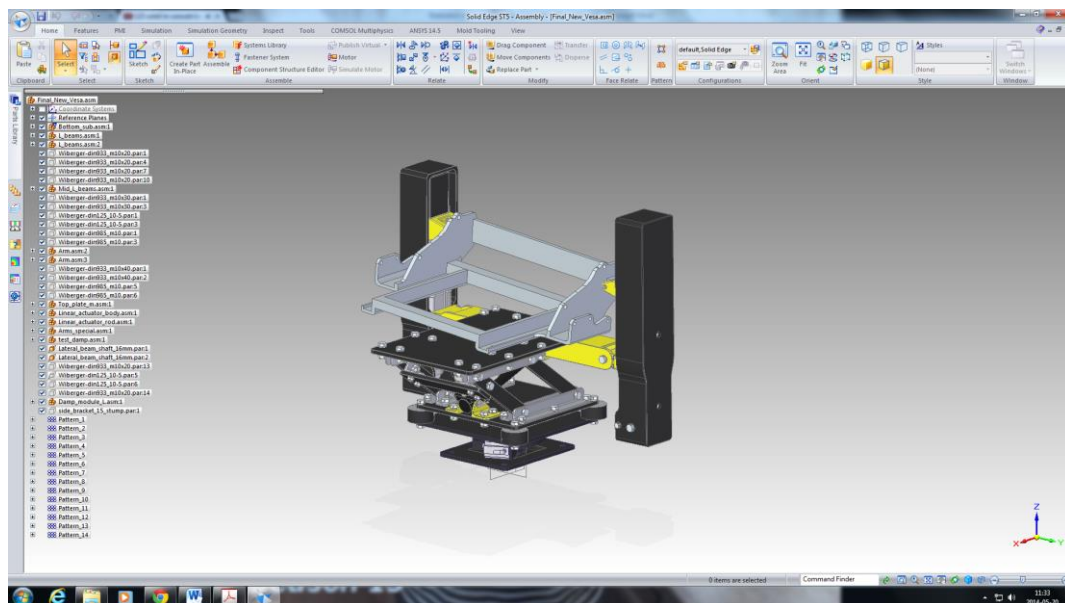 Solid Edge ST5 - Assembly - [Final_New_Vesa.asm]
Home Features PMI Simulation Simulation Geometry Inspect Tools COMSOL Multiphysics ANSYS 14.5 Mold Tooling View
Paste
Clipboard
Select
Select
Sketch
Sketch
Create Part In-Place
Assemble
Systems Library
Fastener System
Component Structure Editor
Assemble
Publish Virtual
Motor
Simulate Motor
Relate
Drag Component
Move Components
Replace Part
Transfer
Disperse
Modify
Face Relate
Pattern
default,Solid Edge
Configurations
Zoom Area
Fit
Orient
Styles
(None)
Style
Switch Windows
Window
Parts Library
Final_New_Vesa.asm
Coordinate Systems
Reference Planes
Bottom_sub.asm:1
L_beams.asm:1
L_beams.asm:2
Wiberger-din933_m10x20.par:1
Wiberger-din933_m10x20.par:4
Wiberger-din933_m10x20.par:7
Wiberger-din933_m10x20.par:10
Mid_L_beams.asm:1
Wiberger-din933_m10x30.par:1
Wiberger-din933_m10x30.par:3
Wiberger-din125_10-5.par:1
Wiberger-din125_10-5.par:3
Wiberger-din985_m10.par:1
Wiberger-din985_m10.par:3
Arm.asm:2
Arm.asm:3
Wiberger-din933_m10x40.par:1
Wiberger-din933_m10x40.par:2
Wiberger-din985_m10.par:5
Wiberger-din985_m10.par:6
Top_plate_m.asm:1
Linear_actuator_body.asm:1
Linear_actuator_rod.asm:1
Arms_special.asm:1
test_damp.asm:1
Lateral_beam_shaft_16mm.par:1
Lateral_beam_shaft_16mm.par:2
Wiberger-din933_m10x20.par:13
Wiberger-din125_10-5.par:5
Wiberger-din125_10-5.par:6
Wiberger-din933_m10x20.par:14
Damp_module_L.asm:1
side_bracket_15_stump.par:1
Pattern_1
Pattern_2
Pattern_3
Pattern_4
Pattern_5
Pattern_6
Pattern_7
Pattern_8
Pattern_9
Pattern_10
Pattern_11
Pattern_12
Pattern_13
Pattern_14
Z
X
Y
0 items are selected
Command Finder
11:33
2014-05-20